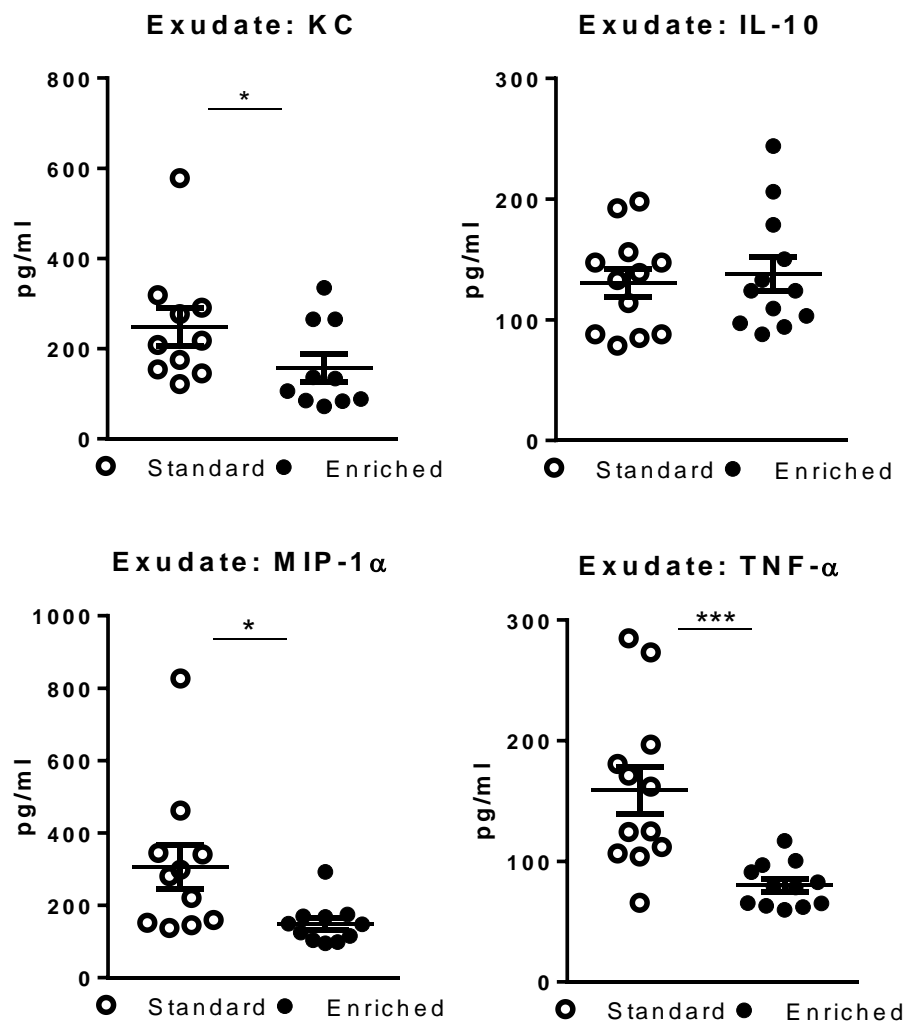 Exudate: KC
800
600
400
200
0
pg/ml
*
Standard
Enriched
Exudate: IL-10
300
200
100
0
pg/ml
Standard
Enriched
Exudate: MIP-1α
1000
800
600
400
200
0
pg/ml
*
Standard
Enriched
Exudate: TNF-α
300
200
100
0
pg/ml
***
Standard
Enriched